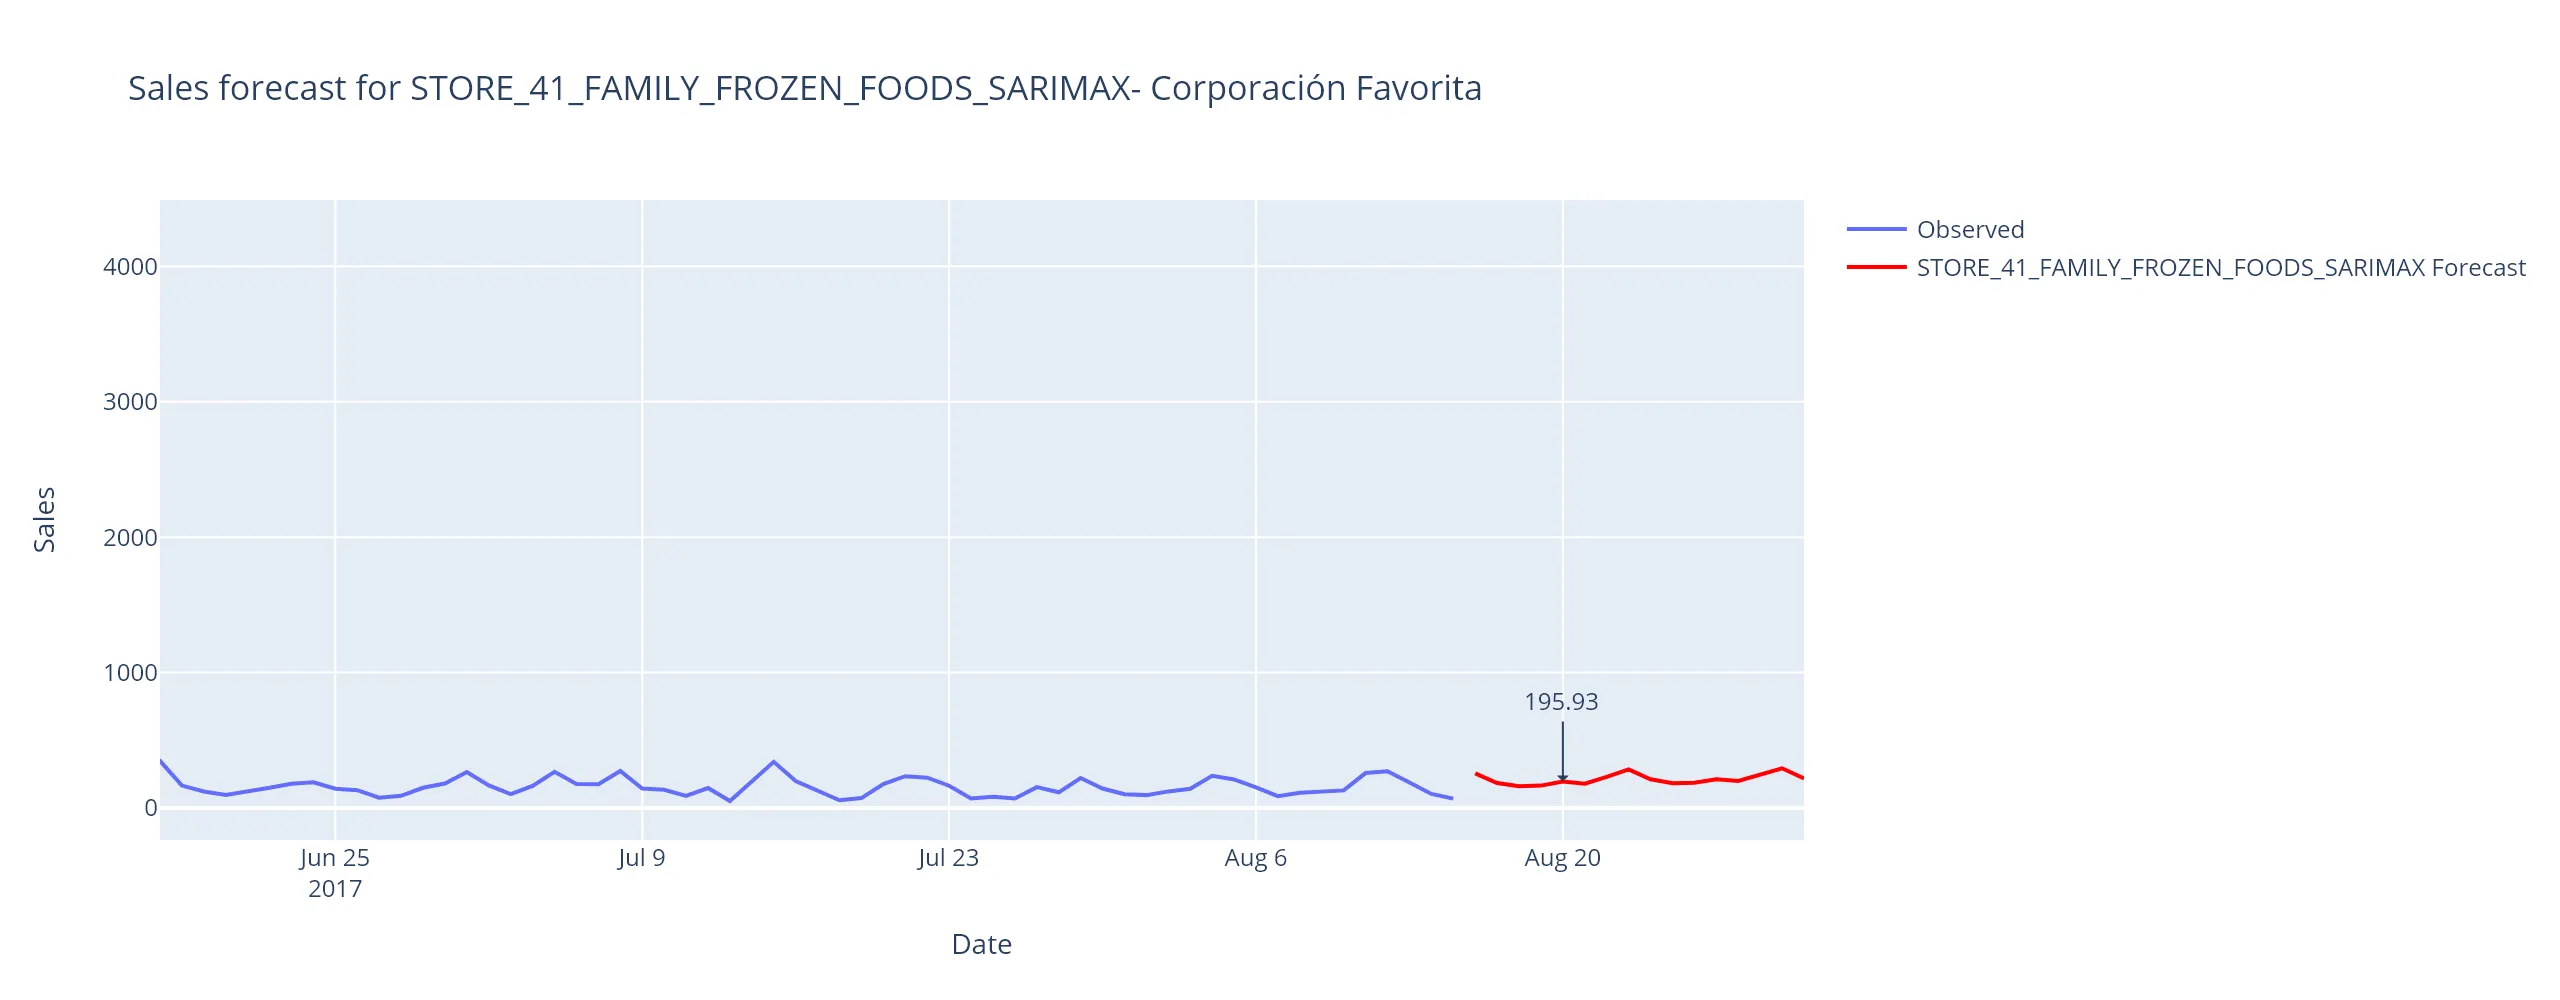 Sales forecast for STORE_41_FAMILY_FROZEN_FOODS_SARIMAX- Corporación Favorita
Observed
STORE_41_FAMILY_FROZEN_FOODS_SARIMAX Forecast
4000
3000
2000
1000
0
Sales
195.93
Jun 25
2017
Jul 9
Jul 23
Aug 6
Aug 20
Date